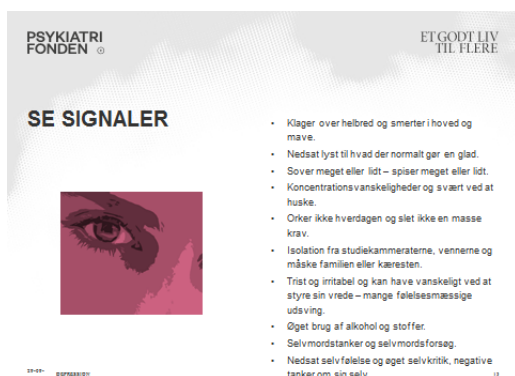 PSYKIATRI
FONDEN
ET GODT LIV
TIL FLERE
SE SIGNALER
• Klager over helbred og smerter i hoved og
mave.
• Nedsat lyst til hvad der normalt gør en glad.
• Sover meget eller lidt – spiser meget eller lidt.
• Koncentrationsvanskeligheder og svært ved at
huske.
• Orker ikke hverdagen og slet ikke en masse
krav.
• Isolation fra studiekammeraterne, vennerne og
måske familien eller kæresten.
• Trist og irritabel og kan have vanskeligt ved at
styre sin vrede – mange følelsesmæssige
udsving.
• Øget brug af alkohol og stoffer.
• Selvmordstanker og selvmordsforsøg.
• Nedsat selvfølelse og øget selvkritik, negative
tanker om sig selv
DEPRESSION